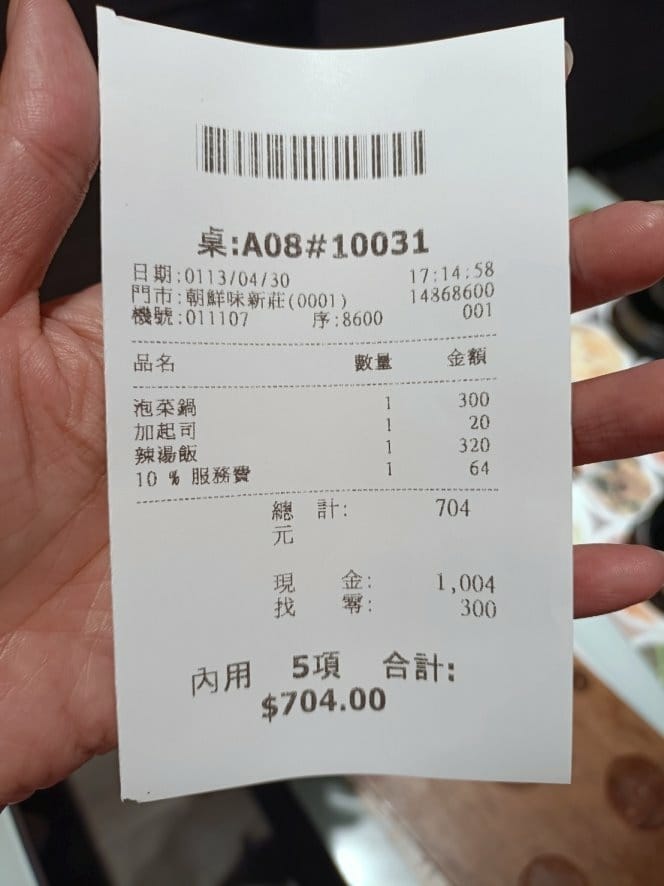 桌:A08#10031
日期:0113/04/30 17:14:58
門市:朝鮮味新莊(0001) 14868600
機號:011107 序:8600 001
品名 數量 金額
泡菜鍋 1 300
加起司 1 20
辣湯飯 1 320
10 % 服務費 1 64
總 計: 704
元
現 金: 1,004
找 零: 300
內用 5項 合計:
$704.00